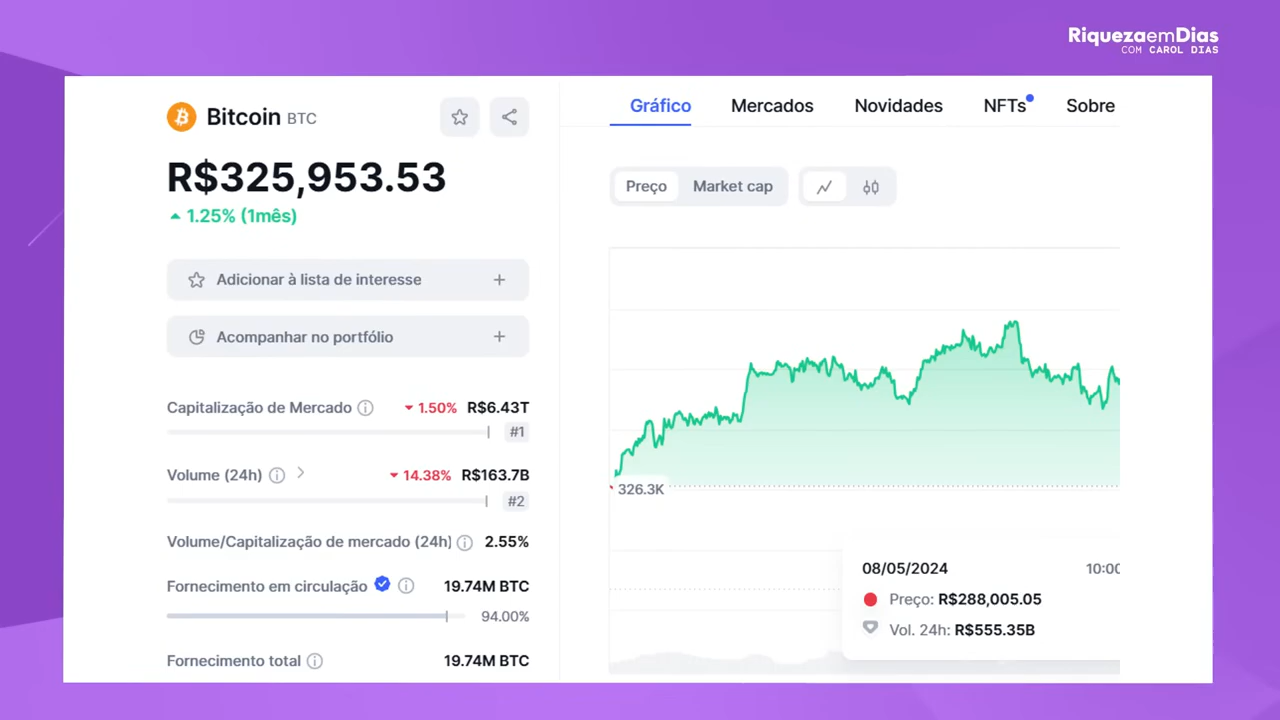 RiquezaemDias
COM CAROL DIAS
Bitcoin BTC
R$325,953.53
1.25% (1mês)
Adicionar à lista de interesse +
Acompanhar no portfólio +
Capitalização de Mercado 1.50% R$6.43T
#1
Volume (24h) 14.38% R$163.7B
#2
Volume/Capitalização de mercado (24h) 2.55%
Fornecimento em circulação 19.74M BTC
94.00%
Fornecimento total 19.74M BTC
Gráfico Mercados Novidades NFTs Sobre
Preço Market cap
326.3K
08/05/2024 10:00
Preço: R$288,005.05
Vol. 24h: R$555.35B